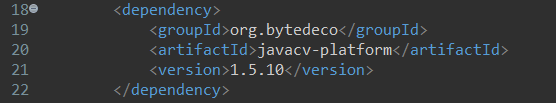 18 <dependency>
19 <groupId>org.bytedeco</groupId>
20 <artifactId>javacv-platform</artifactId>
21 <version>1.5.10</version>
22 </dependency>